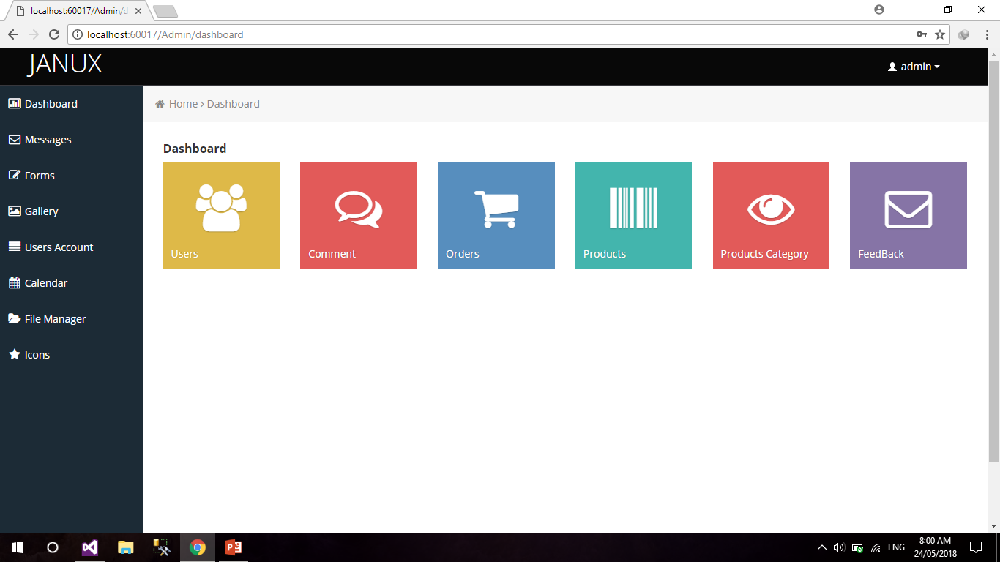 localhost:60017/Admin/d
localhost:60017/Admin/dashboard
JANUX
admin
Dashboard
Messages
Forms
Gallery
Users Account
Calendar
File Manager
Icons
Home > Dashboard
Dashboard
Users
Comment
Orders
Products
Products Category
FeedBack
ENG
8:00 AM
24/05/2018